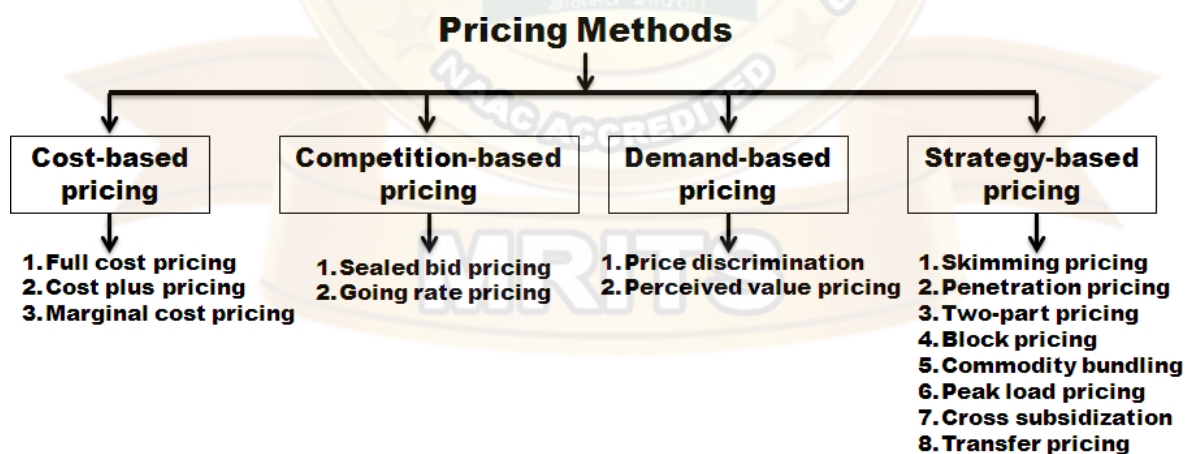 Pricing Methods
NAAC ACCREDITED
Cost-based
pricing
Competition-based
pricing
Demand-based
pricing
Strategy-based
pricing
1.Full cost pricing
2.Cost plus pricing
3.Marginal cost pricing
1.Sealed bid pricing
2.Going rate pricing
1.Price discrimination
2.Perceived value pricing
1.Skimming pricing
2.Penetration pricing
3.Two-part pricing
4.Block pricing
5.Commodity bundling
6.Peak load pricing
7.Cross subsidization
8.Transfer pricing
MRITS